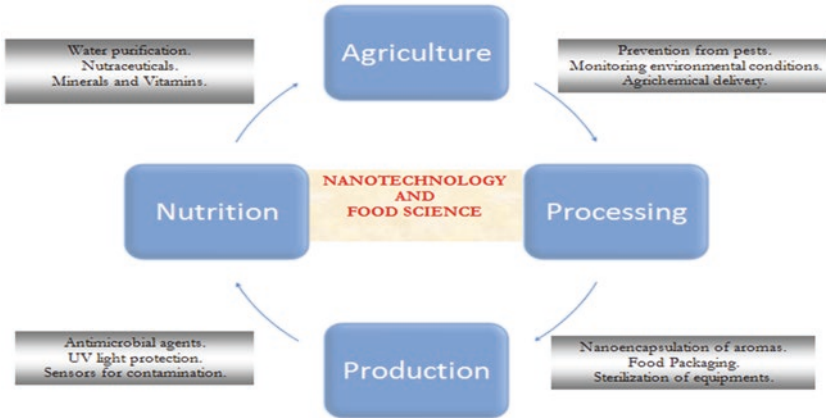 Agriculture
Water purification.
Nutraceuticals.
Minerals and Vitamins.
Prevention from pests.
Monitoring environmental conditions.
Agrichemical delivery.
Nutrition
NANOTECHNOLOGY
AND
FOOD SCIENCE
Processing
Antimicrobial agents.
UV light protection.
Sensors for contamination.
Production
Nanoencapsulation of aromas.
Food Packaging.
Sterilization of equipments.